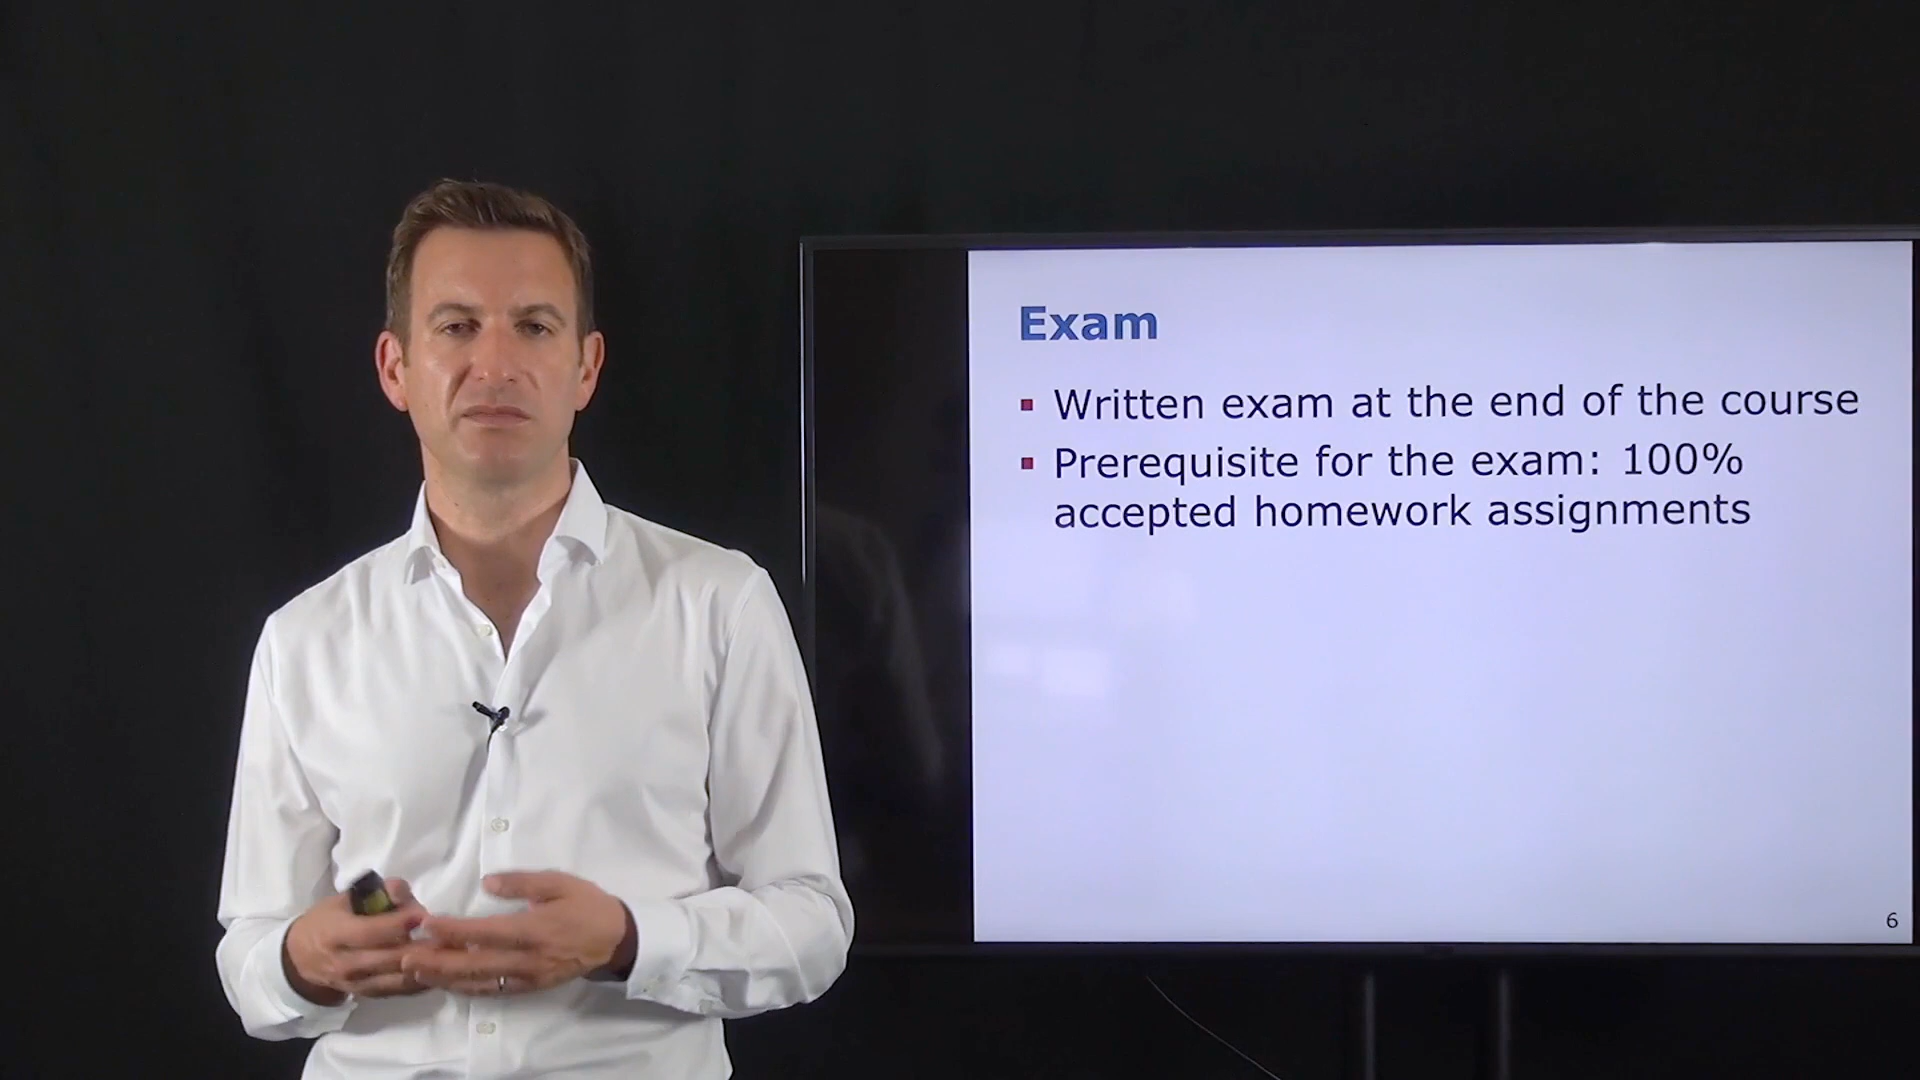 Exam
▪ Written exam at the end of the course
▪ Prerequisite for the exam: 100%
accepted homework assignments
6